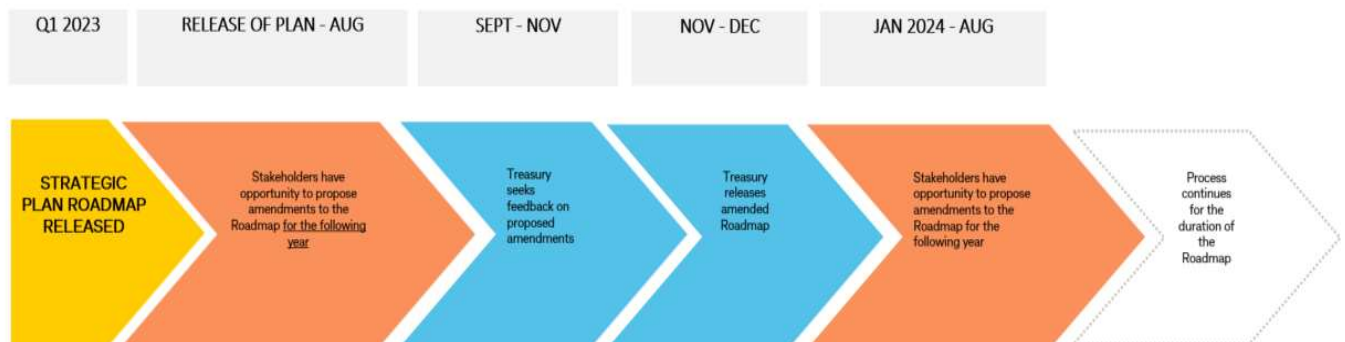 Q1 2023
RELEASE OF PLAN - AUG
SEPT - NOV
NOV - DEC
JAN 2024 - AUG
STRATEGIC
PLAN ROADMAP
RELEASED
Stakeholders have
opportunity to propose
amendments to the
Roadmap for the following
year
Treasury
seeks
feedback on
proposed
amendments
Treasury
releases
amended
Roadmap
Stakeholders have
opportunity to propose
amendments to the
Roadmap for the
following year
Process
continues
for the
duration of
the
Roadmap